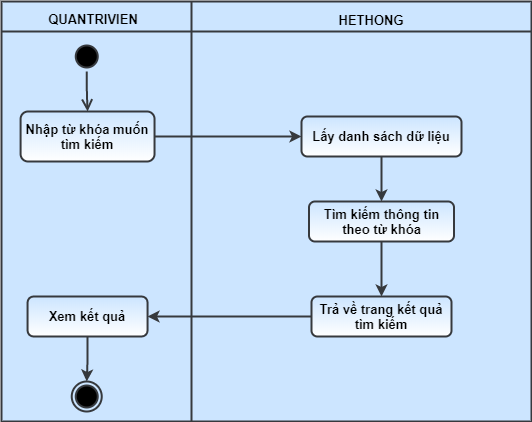 QUANTRIVIEN
HETHONG
Nhập từ khóa muốn
tìm kiếm
Lấy danh sách dữ liệu
Tìm kiếm thông tin
theo từ khóa
Trả về trang kết quả
tìm kiếm
Xem kết quả